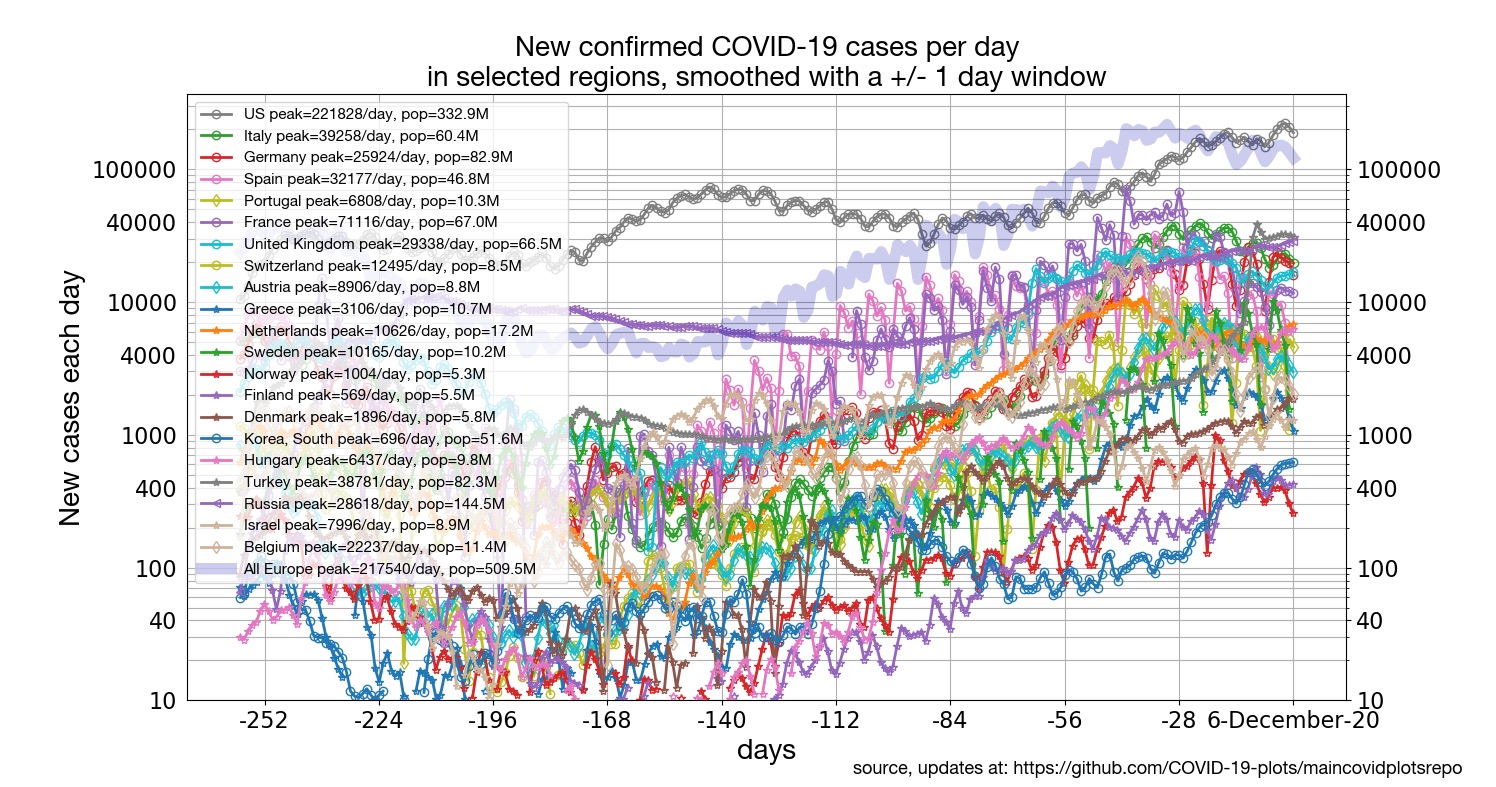 New confirmed COVID-19 cases per day
in selected regions, smoothed with a +/- 1 day window
US peak=221828/day, pop=332.9M
Italy peak=39258/day, pop=60.4M
Germany peak=25924/day, pop=82.9M
Spain peak=32177/day, pop=46.8M
Portugal peak=6808/day, pop=10.3M
France peak=71116/day, pop=67.0M
United Kingdom peak=29338/day, pop=66.5M
Switzerland peak=12495/day, pop=8.5M
Austria peak=8906/day, pop=8.8M
Greece peak=3106/day, pop=10.7M
Netherlands peak=10626/day, pop=17.2M
Sweden peak=10165/day, pop=10.2M
Norway peak=1004/day, pop=5.3M
Finland peak=569/day, pop=5.5M
Denmark peak=1896/day, pop=5.8M
Korea, South peak=696/day, pop=51.6M
Hungary peak=6437/day, pop=9.8M
Turkey peak=38781/day, pop=82.3M
Russia peak=28618/day, pop=144.5M
Israel peak=7996/day, pop=8.9M
Belgium peak=22237/day, pop=11.4M
All Europe peak=217540/day, pop=509.5M
New cases each day
100000
40000
10000
4000
1000
400
100
40
10
100000
40000
10000
4000
1000
400
100
40
10
-252 -224 -196 -168 -140 -112 -84 -56 -28 6-December-20
days
source, updates at: https://github.com/COVID-19-plots/maincovidplotsrepo